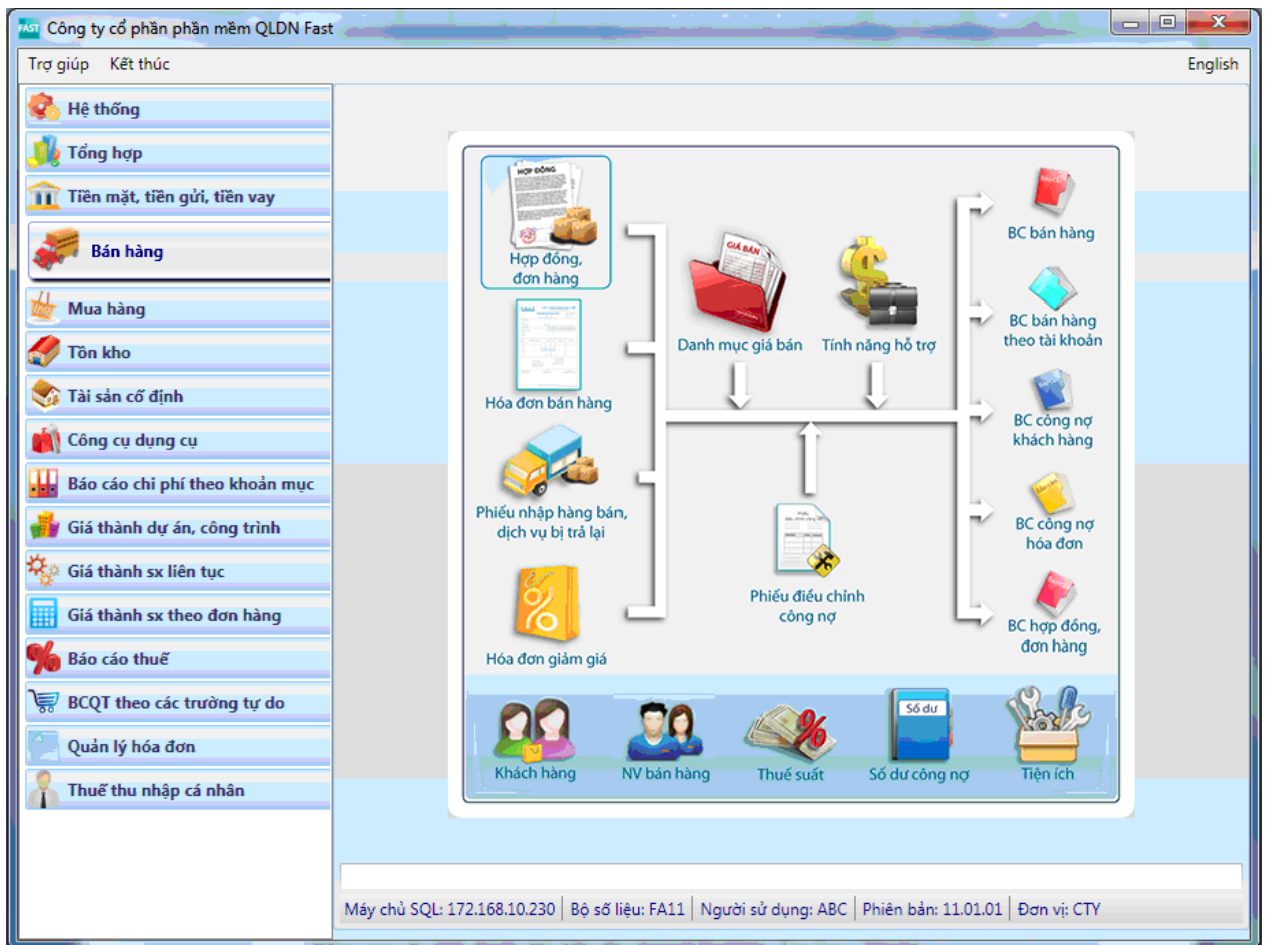 FAST Công ty cổ phần phần mềm QLDN Fast
Trợ giúp Kết thúc English
Hệ thống
Tổng hợp
Tiền mặt, tiền gửi, tiền vay
Bán hàng
Mua hàng
Tồn kho
Tài sản cố định
Công cụ dụng cụ
Báo cáo chi phí theo khoản mục
Giá thành dự án, công trình
Giá thành sx liên tục
Giá thành sx theo đơn hàng
Báo cáo thuế
BCQT theo các trường tự do
Quản lý hóa đơn
Thuế thu nhập cá nhân
HỢP ĐỒNG
Hợp đồng,
đơn hàng
Hóa đơn bán hàng
Phiếu nhập hàng bán,
dịch vụ bị trả lại
Hóa đơn giảm giá
GIÁ BÁN
Danh mục giá bán
Tính năng hỗ trợ
Phiếu điều chỉnh
công nợ
BC bán hàng
BC bán hàng
theo tài khoản
BC công nợ
khách hàng
BC công nợ
hóa đơn
BC hợp đồng,
đơn hàng
Khách hàng
NV bán hàng
Thuế suất
Số dư
Số dư công nợ
Tiện ích
Máy chủ SQL: 172.168.10.230 Bộ số liệu: FA11 Người sử dụng: ABC Phiên bản: 11.01.01 Đơn vị: CTY